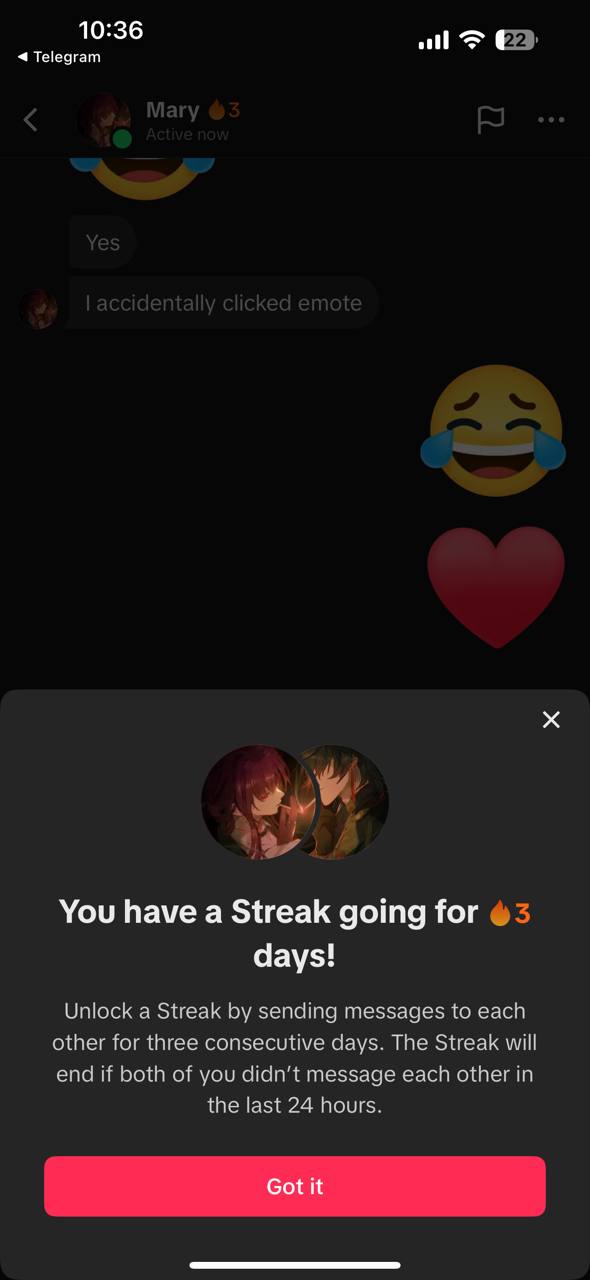 10:36
22
◀ Telegram
Mary 🔥3
Active now
Yes
I accidentally clicked emote
You have a Streak going for 🔥3
days!
Unlock a Streak by sending messages to each
other for three consecutive days. The Streak will
end if both of you didn’t message each other in
the last 24 hours.
Got it